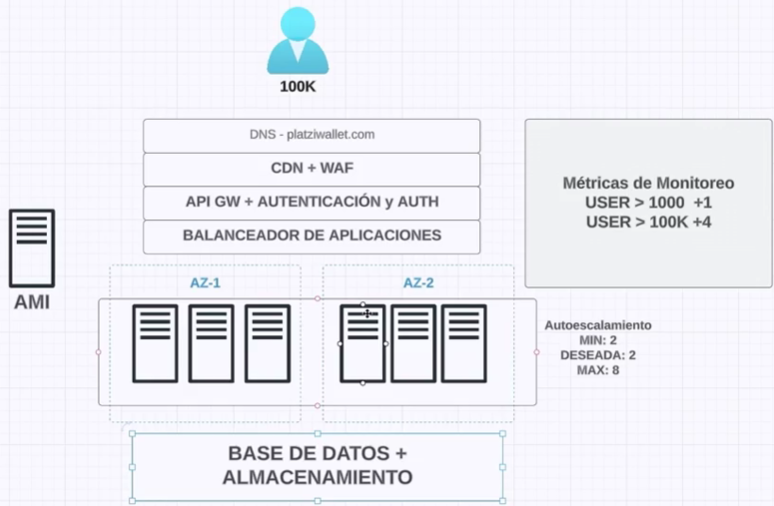 100K
DNS - platziwallet.com
CDN + WAF
API GW + AUTENTICACIÓN y AUTH
BALANCEADOR DE APLICACIONES
Métricas de Monitoreo
USER > 1000 +1
USER > 100K +4
AMI
AZ-1
AZ-2
Autoescalamiento
MIN: 2
DESEADA: 2
MAX: 8
BASE DE DATOS +
ALMACENAMIENTO